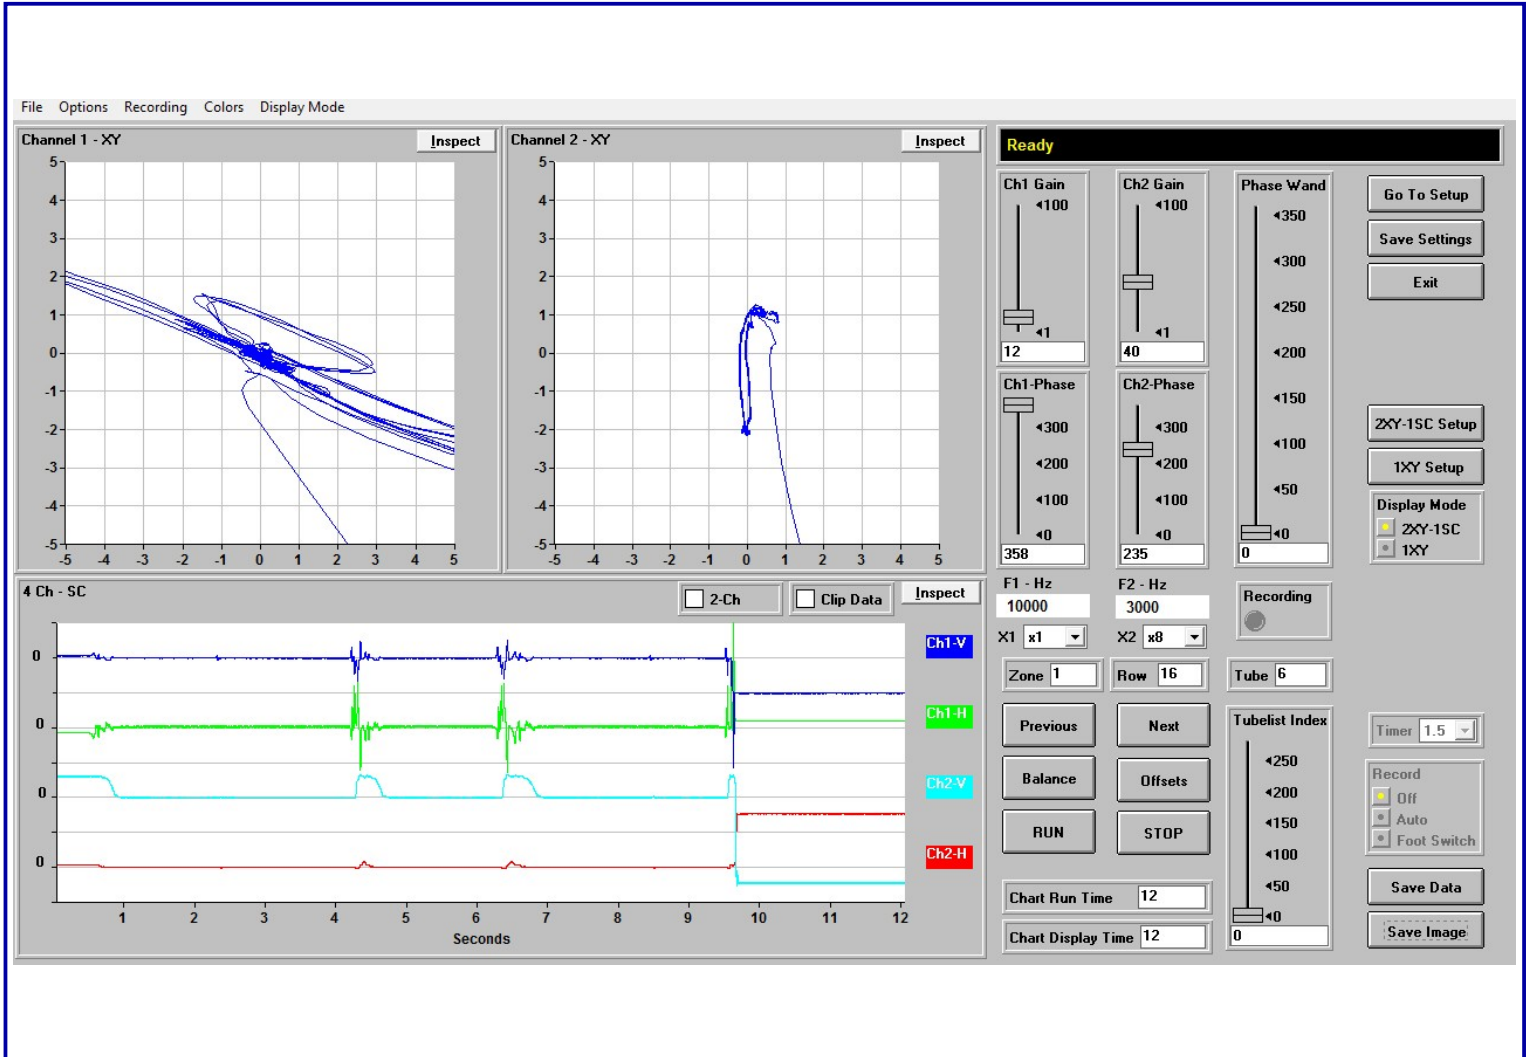 File Options Recording Colors Display Mode
Channel 1 - XY
Inspect
5
4
3
2
1
0
-1
-2
-3
-4
-5
-5 -4 -3 -2 -1 0 1 2 3 4 5
Channel 2 - XY
Inspect
5
4
3
2
1
0
-1
-2
-3
-4
-5
-5 -4 -3 -2 -1 0 1 2 3 4 5
4 Ch - SC
2-Ch
Clip Data
Inspect
0
0
0
0
Ch1-V
Ch1-H
Ch2-V
Ch2-H
1 2 3 4 5 6 7 8 9 10 11 12
Seconds
Ready
Ch1 Gain
100
1
12
Ch2 Gain
100
1
40
Phase Wand
350
300
250
200
150
100
50
0
0
Ch1-Phase
300
200
100
0
358
Ch2-Phase
300
200
100
0
235
Go To Setup
Save Settings
Exit
2XY-1SC Setup
1XY Setup
Display Mode
2XY-1SC
1XY
F1 - Hz
10000
F2 - Hz
3000
X1 x1
X2 x8
Recording
Zone 1
Row 16
Tube 6
Previous
Next
Balance
Offsets
RUN
STOP
Chart Run Time 12
Chart Display Time 12
Tubelist Index
250
200
150
100
50
0
0
Timer 1.5
Record
Off
Auto
Foot Switch
Save Data
Save Image